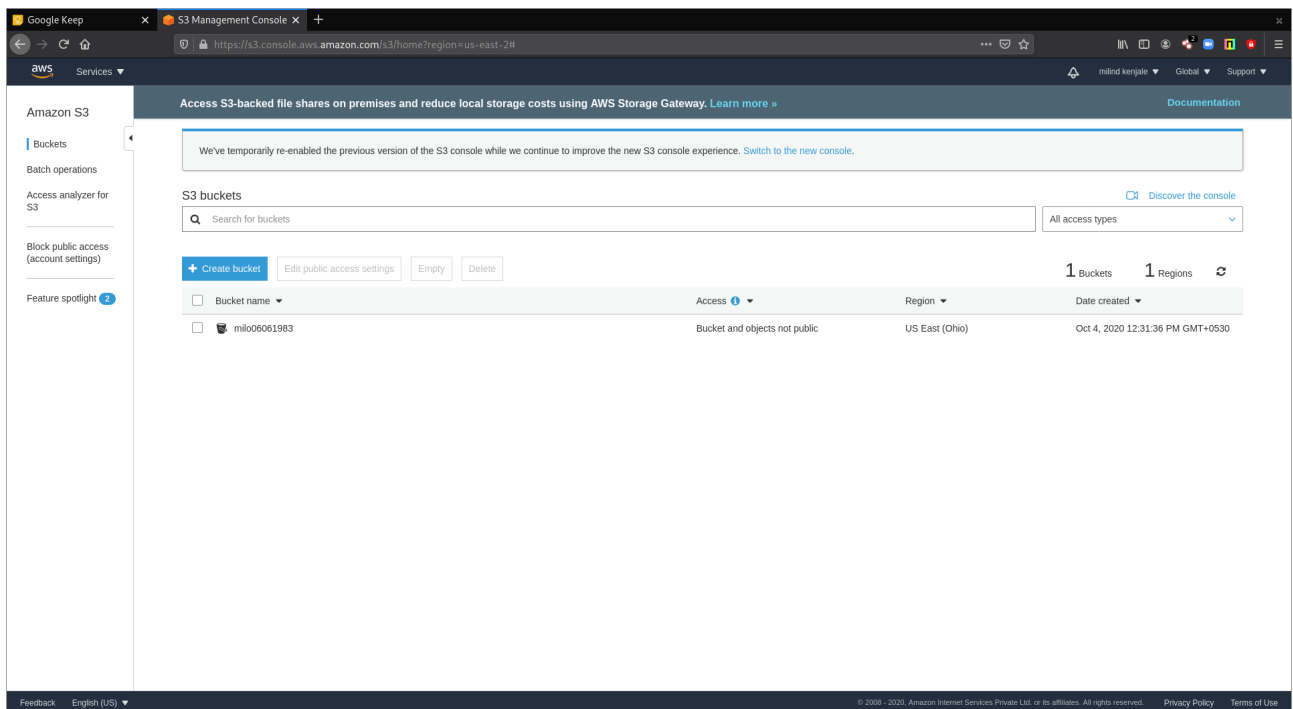 Google Keep
S3 Management Console
https://s3.console.aws.amazon.com/s3/home?region=us-east-2#
2
aws
Services
milind kenjale
Global
Support
Amazon S3
Buckets
Batch operations
Access analyzer for
S3
Block public access
(account settings)
Feature spotlight 2
Access S3-backed file shares on premises and reduce local storage costs using AWS Storage Gateway. Learn more »
Documentation
We've temporarily re-enabled the previous version of the S3 console while we continue to improve the new S3 console experience. Switch to the new console.
S3 buckets
Discover the console
Search for buckets
All access types
+ Create bucket
Edit public access settings
Empty
Delete
1 Buckets
1 Regions
Bucket name
Access
Region
Date created
milo06061983
Bucket and objects not public
US East (Ohio)
Oct 4, 2020 12:31:36 PM GMT+0530
Feedback
English (US)
© 2008 - 2020, Amazon Internet Services Private Ltd. or its affiliates. All rights reserved.
Privacy Policy
Terms of Use